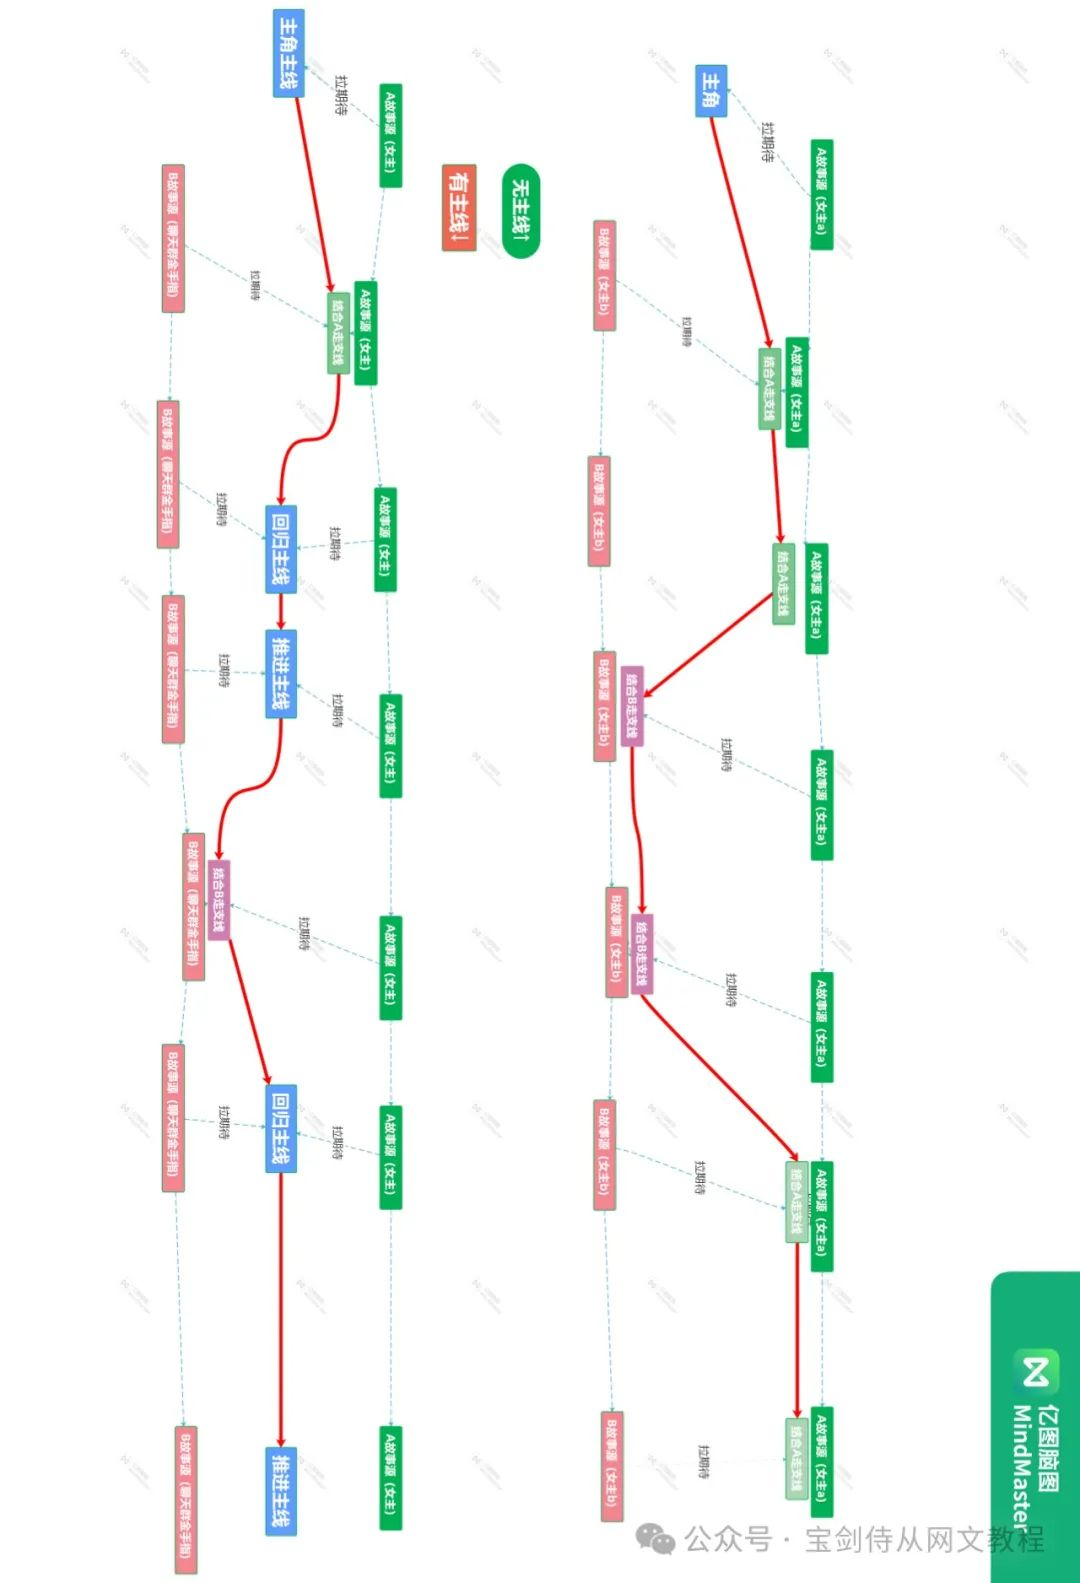 主角
拉期待
A故事源（女主a）
A故事源（女主a）
A故事源（女主a）
A故事源（女主a）
A故事源（女主a）
A故事源（女主a）
A故事源（女主a）
结合A走支线
结合A走支线
结合B走支线
结合B走支线
结合A走支线
结合A走支线
拉期待
拉期待
拉期待
拉期待
拉期待
B故事源（女主b）
B故事源（女主b）
B故事源（女主b）
B故事源（女主b）
B故事源（女主b）
B故事源（女主b）
无主线↑
有主线↓
A故事源（女主）
A故事源（女主）
A故事源（女主）
A故事源（女主）
A故事源（女主）
A故事源（女主）
A故事源（女主）
拉期待
拉期待
拉期待
拉期待
拉期待
主角主线
结合A走支线
回归主线
推进主线
结合B走支线
回归主线
推进主线
拉期待
拉期待
拉期待
拉期待
B故事源（聊天群金手指）
B故事源（聊天群金手指）
B故事源（聊天群金手指）
B故事源（聊天群金手指）
B故事源（聊天群金手指）
B故事源（聊天群金手指）
亿图脑图
MindMaster
公众号·宝剑侍从网文教程